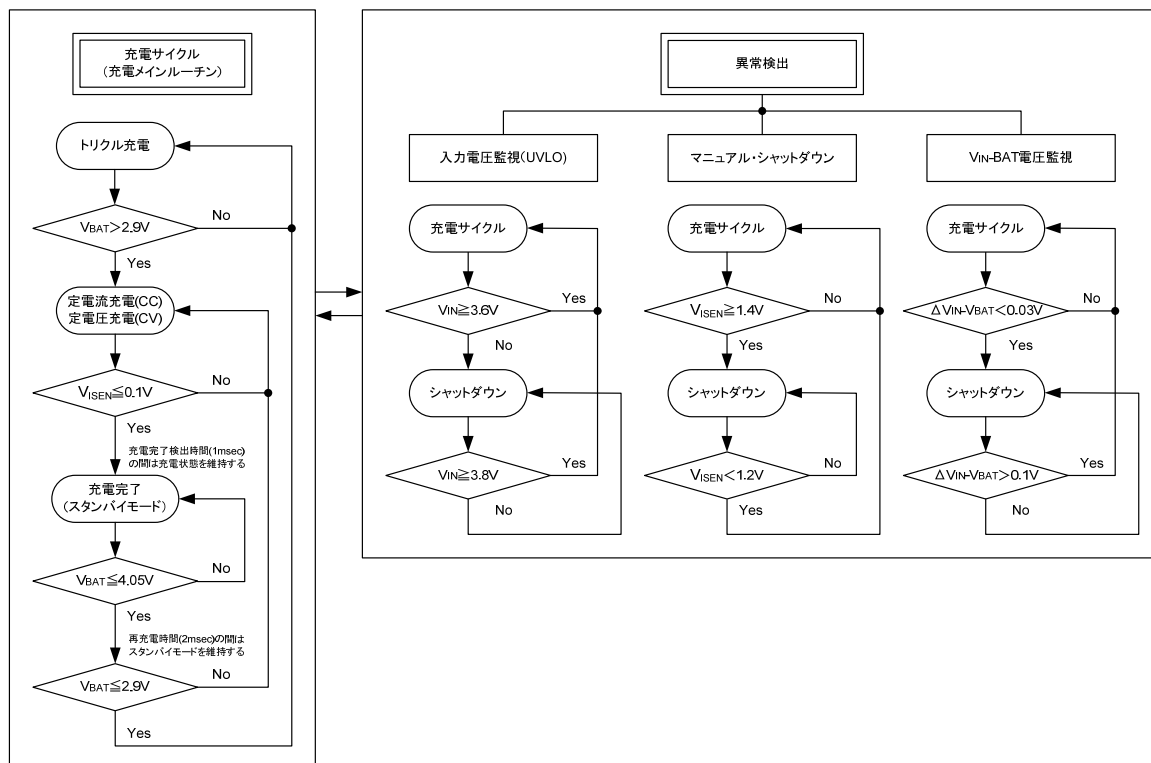 充電サイクル
(充電メインルーチン)
トリクル充電
VBAT>2.9V
No
Yes
定電流充電(CC)
定電圧充電(CV)
VISEN≦0.1V
No
Yes
充電完了検出時間(1msec)
の間は充電状態を維持する
充電完了
(スタンバイモード)
VBAT≦4.05V
No
Yes
再充電時間(2msec)の間は
スタンバイモードを維持する
VBAT≦2.9V
No
Yes
異常検出
入力電圧監視(UVLO)
充電サイクル
VIN≧3.6V
Yes
No
シャットダウン
VIN≧3.8V
Yes
No
マニュアル・シャットダウン
充電サイクル
VISEN≧1.4V
No
Yes
シャットダウン
VISEN<1.2V
No
Yes
VIN-BAT電圧監視
充電サイクル
ΔVIN-VBAT<0.03V
No
Yes
シャットダウン
ΔVIN-VBAT>0.1V
Yes
No